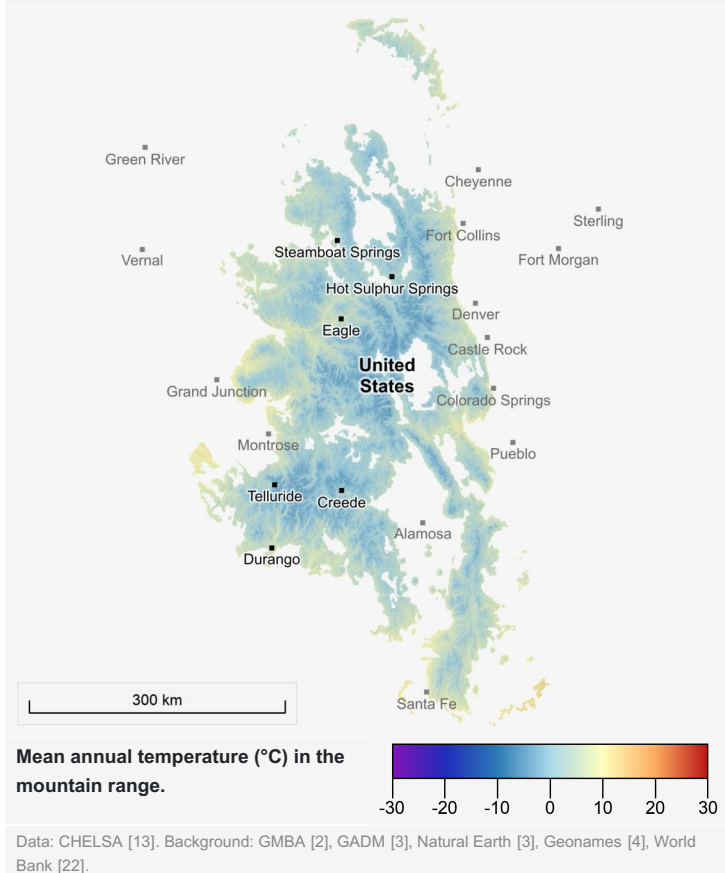 Green River
Cheyenne
Sterling
Fort Collins
Steamboat Springs
Vernal
Fort Morgan
Hot Sulphur Springs
Denver
Eagle
Castle Rock
United
States
Grand Junction
Colorado Springs
Montrose
Pueblo
Telluride
Creede
Alamosa
Durango
Santa Fe
300 km
Mean annual temperature (°C) in the
mountain range.
-30 -20 -10 0 10 20 30
Data: CHELSA [13]. Background: GMBA [2], GADM [3], Natural Earth [3], Geonames [4], World
Bank [22].